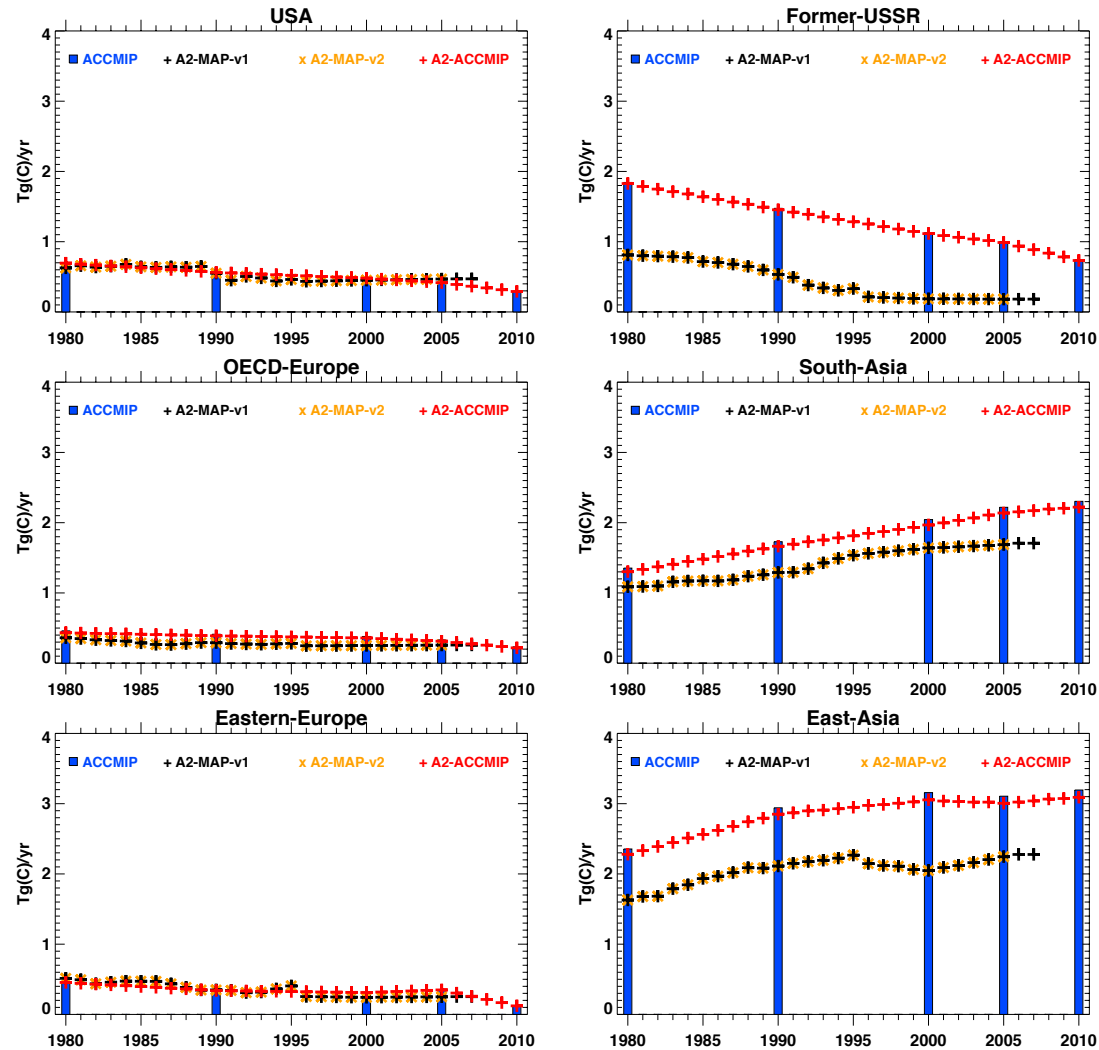 USA
4
ACCMIP + A2-MAP-v1 x A2-MAP-v2 + A2-ACCMIP
3
Tg(C)/yr
2
1
0
1980 1985 1990 1995 2000 2005 2010
Former-USSR
4
ACCMIP + A2-MAP-v1 x A2-MAP-v2 + A2-ACCMIP
3
Tg(C)/yr
2
1
0
1980 1985 1990 1995 2000 2005 2010
OECD-Europe
4
ACCMIP + A2-MAP-v1 x A2-MAP-v2 + A2-ACCMIP
3
Tg(C)/yr
2
1
0
1980 1985 1990 1995 2000 2005 2010
South-Asia
4
ACCMIP + A2-MAP-v1 x A2-MAP-v2 + A2-ACCMIP
3
Tg(C)/yr
2
1
0
1980 1985 1990 1995 2000 2005 2010
Eastern-Europe
4
ACCMIP + A2-MAP-v1 x A2-MAP-v2 + A2-ACCMIP
3
Tg(C)/yr
2
1
0
1980 1985 1990 1995 2000 2005 2010
East-Asia
4
ACCMIP + A2-MAP-v1 x A2-MAP-v2 + A2-ACCMIP
3
Tg(C)/yr
2
1
0
1980 1985 1990 1995 2000 2005 2010